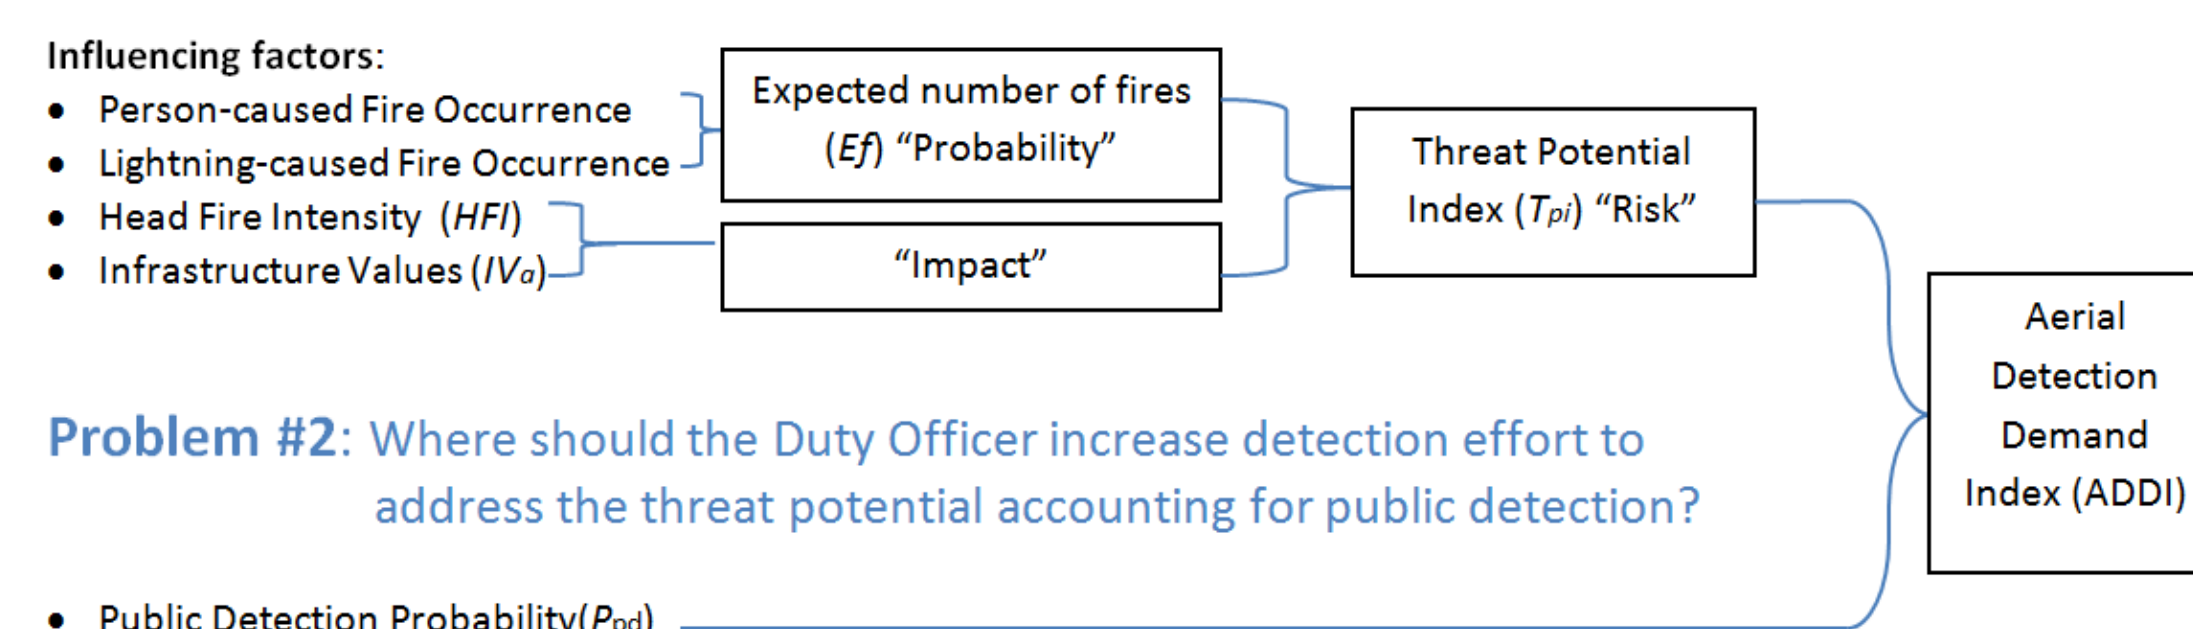 Influencing factors:
• Person-caused Fire Occurrence
• Lightning-caused Fire Occurrence
• Head Fire Intensity (HFI)
• Infrastructure Values (IVa)
Expected number of fires
(Ef) “Probability”
“Impact”
Threat Potential
Index (Tpi) “Risk”
Aerial
Detection
Demand
Index (ADDI)
Problem #2: Where should the Duty Officer increase detection effort to
address the threat potential accounting for public detection?
• Public Detection Probability(Ppd)